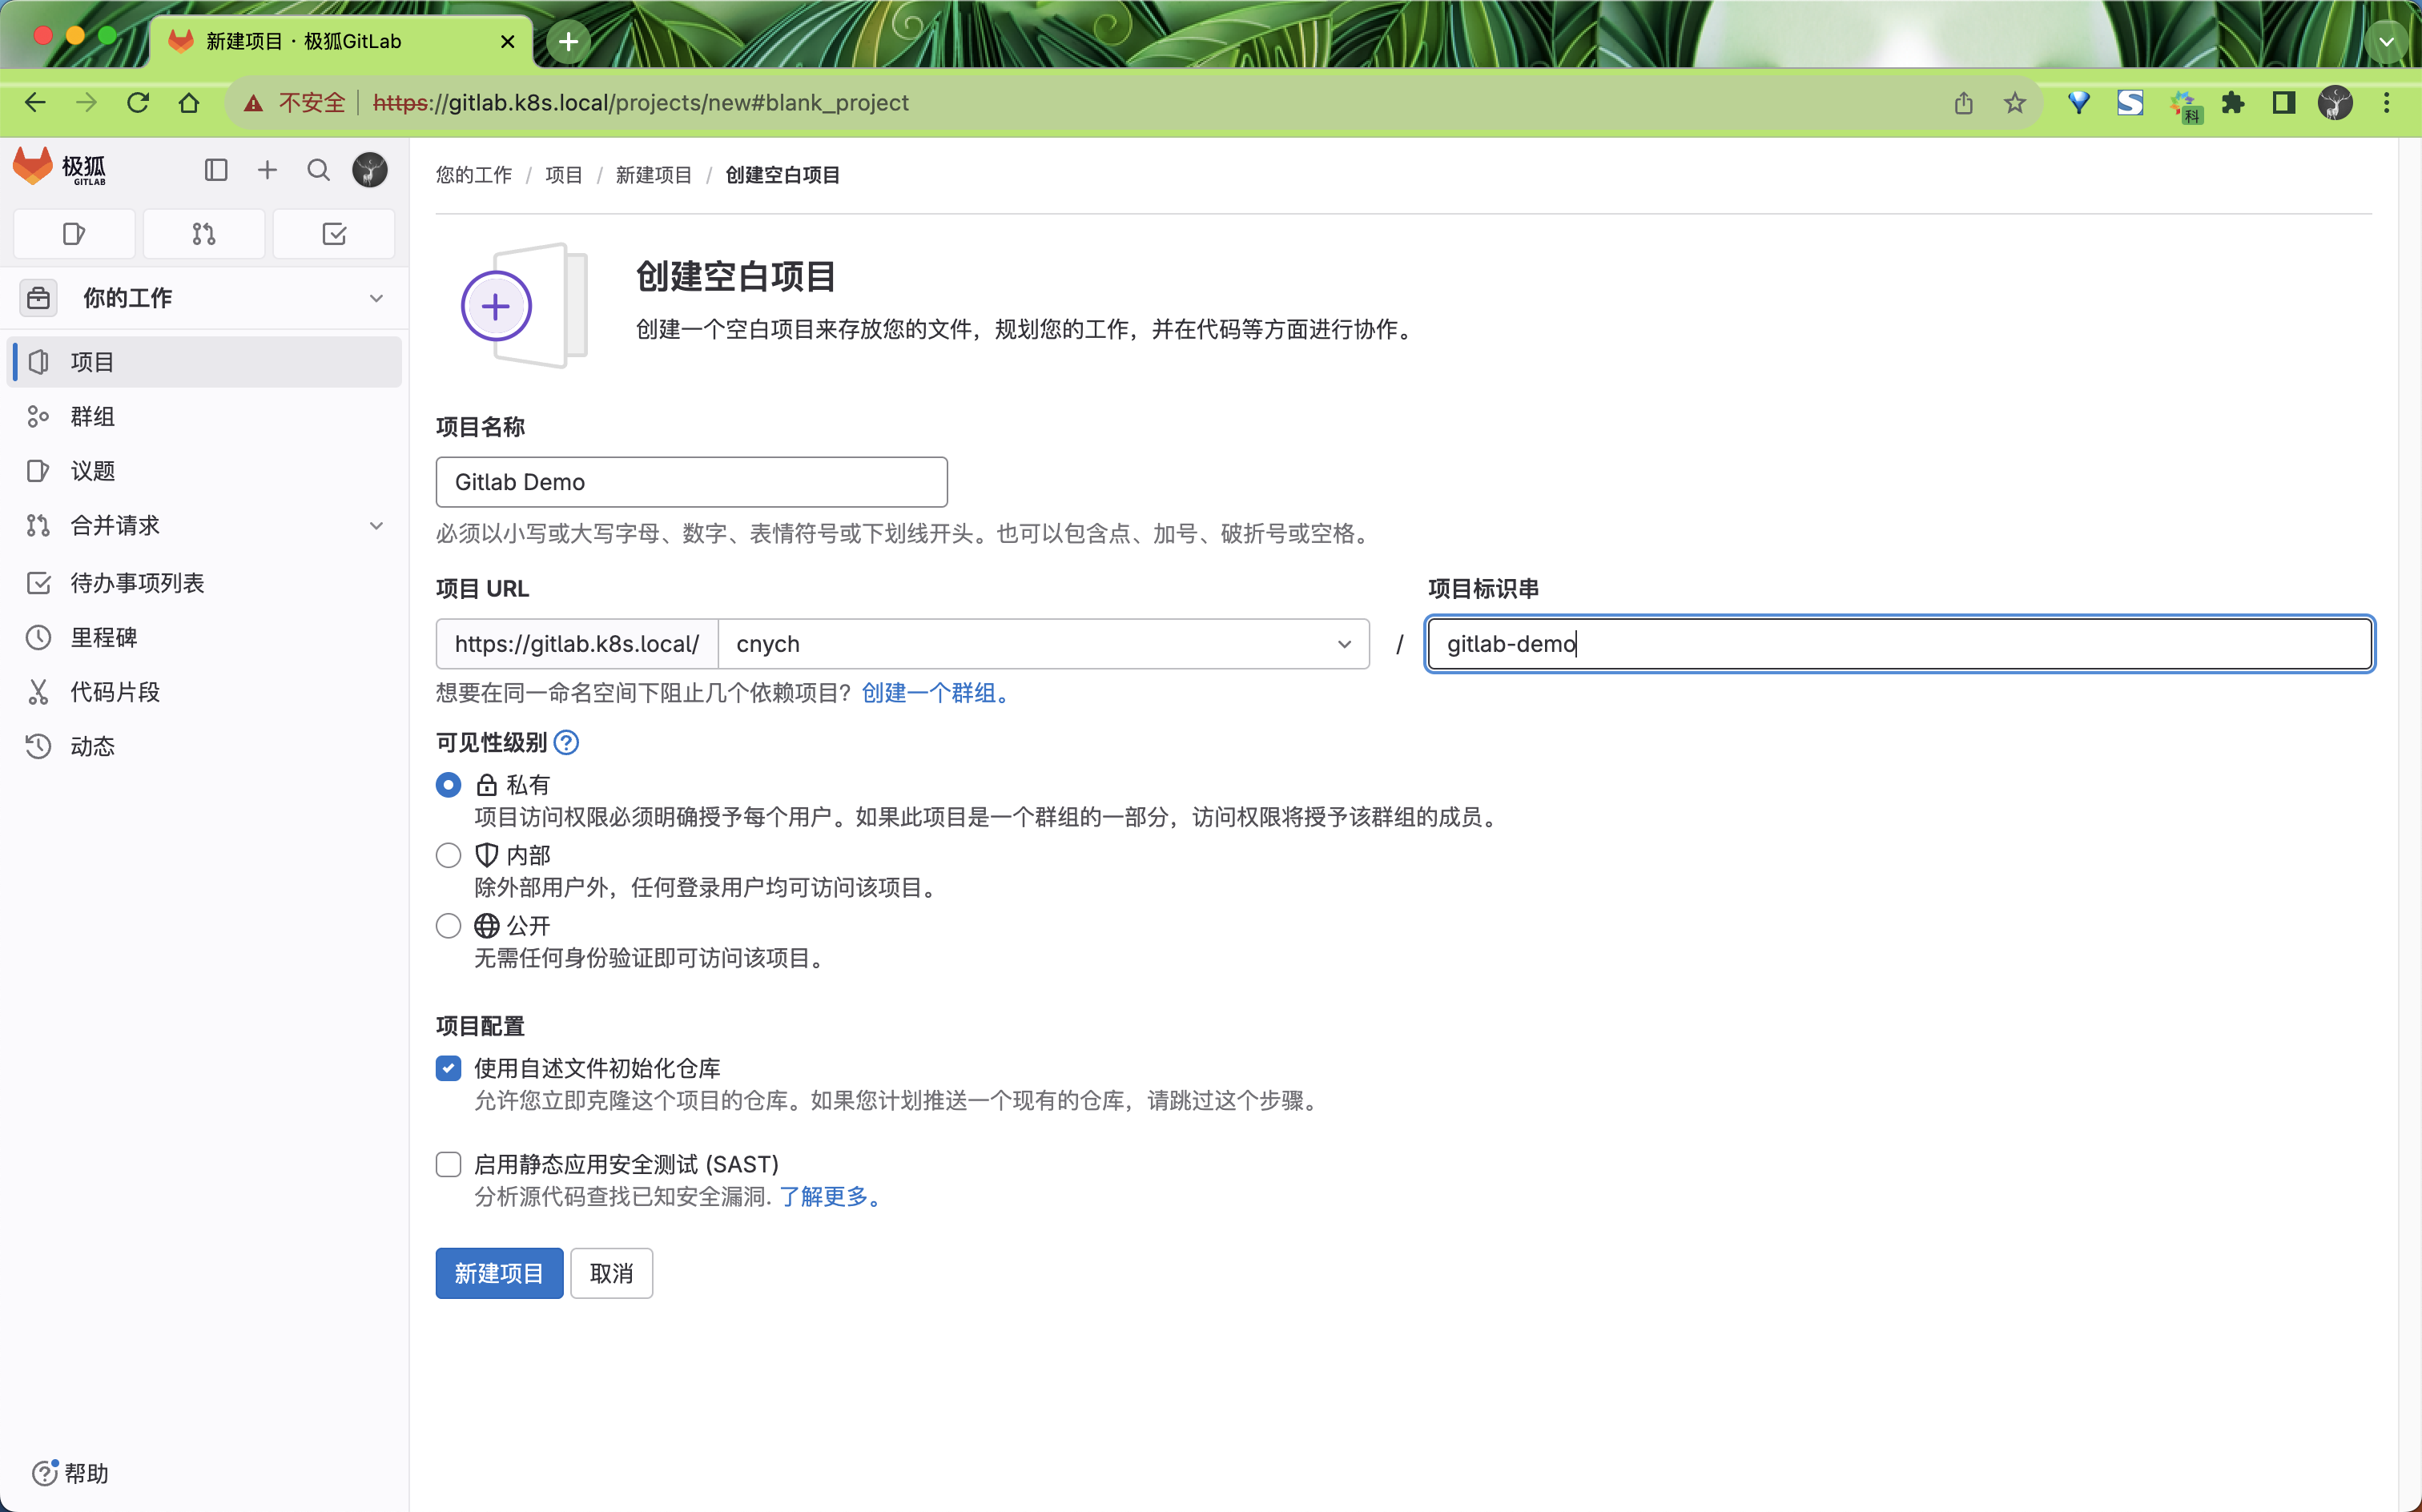 新建项目 · 极狐GitLab
不安全 https://gitlab.k8s.local/projects/new#blank_project
科
极狐
GITLAB
你的工作
项目
群组
议题
合并请求
待办事项列表
里程碑
代码片段
动态
帮助
您的工作 / 项目 / 新建项目 / 创建空白项目
创建空白项目
创建一个空白项目来存放您的文件，规划您的工作，并在代码等方面进行协作。
项目名称
Gitlab Demo
必须以小写或大写字母、数字、表情符号或下划线开头。也可以包含点、加号、破折号或空格。
项目 URL 项目标识串
https://gitlab.k8s.local/ cnych / gitlab-demo
想要在同一命名空间下阻止几个依赖项目？创建一个群组。
可见性级别
私有
项目访问权限必须明确授予每个用户。如果此项目是一个群组的一部分，访问权限将授予该群组的成员。
内部
除外部用户外，任何登录用户均可访问该项目。
公开
无需任何身份验证即可访问该项目。
项目配置
使用自述文件初始化仓库
允许您立即克隆这个项目的仓库。如果您计划推送一个现有的仓库，请跳过这个步骤。
启用静态应用安全测试 (SAST)
分析源代码查找已知安全漏洞. 了解更多。
新建项目 取消